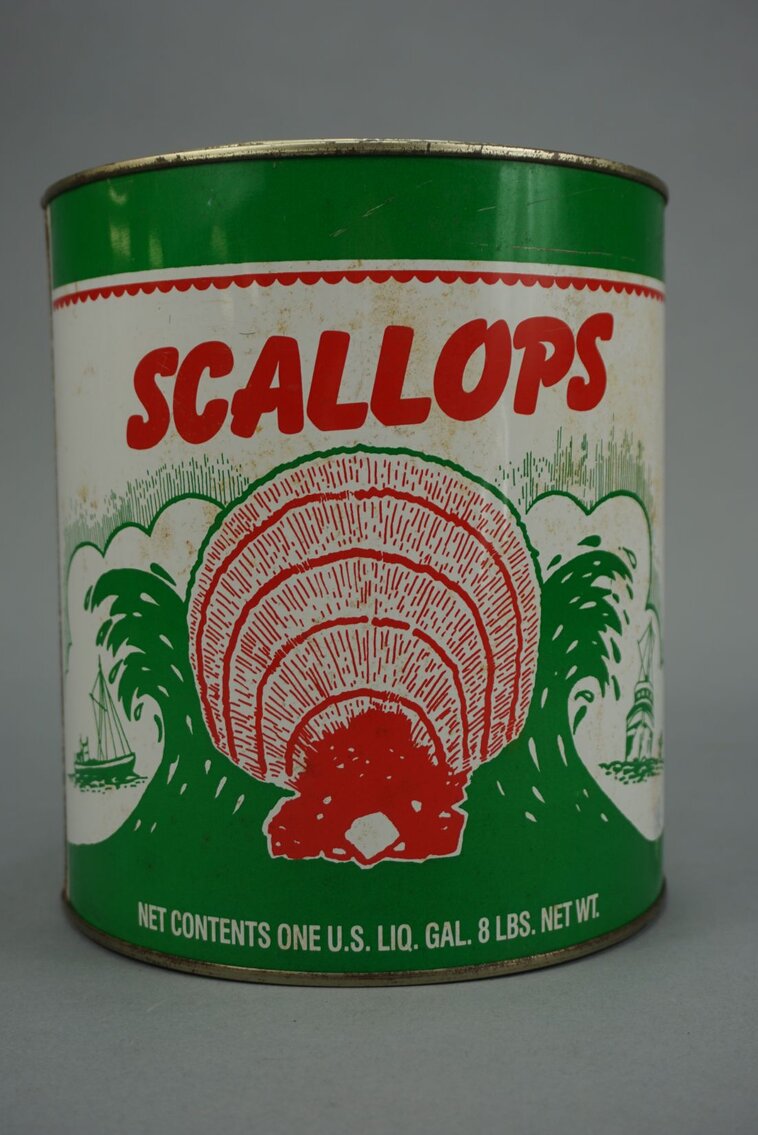 SCALLOPS
NET CONTENTS ONE U.S. LIQ. GAL. 8 LBS. NET WT.